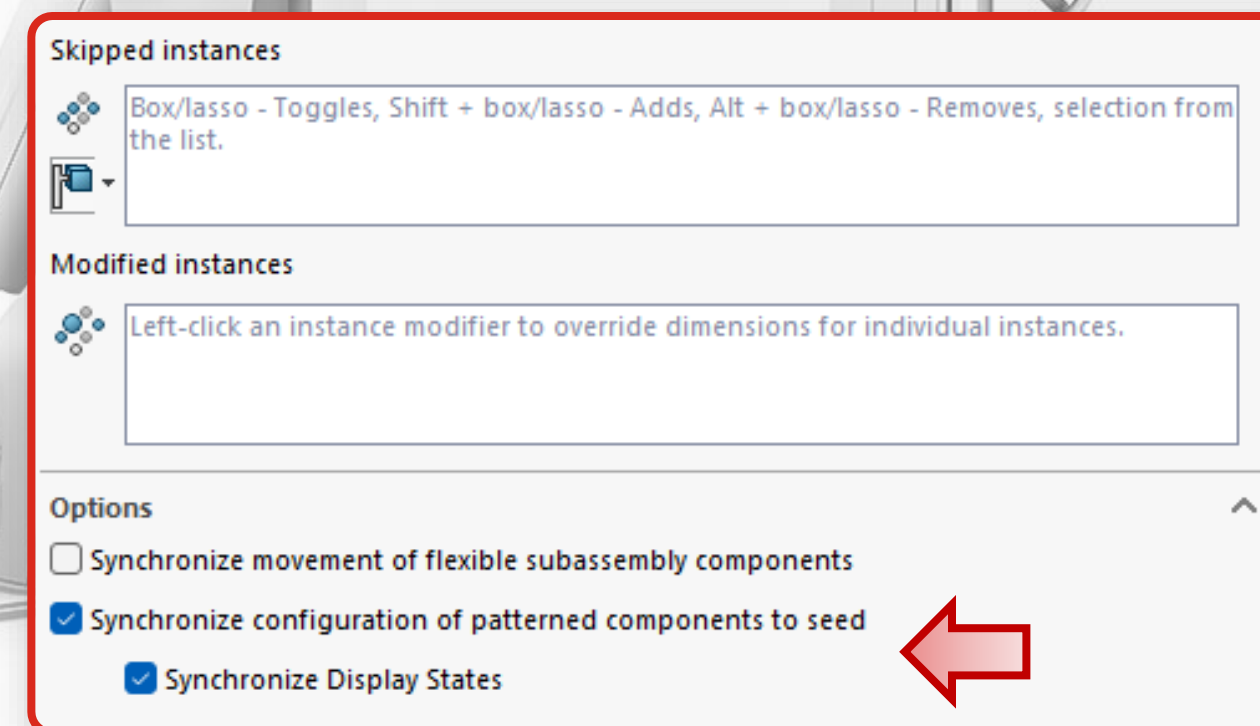 Skipped instances
Box/lasso - Toggles, Shift + box/lasso - Adds, Alt + box/lasso - Removes, selection from
the list.
Modified instances
Left-click an instance modifier to override dimensions for individual instances.
Options
Synchronize movement of flexible subassembly components
Synchronize configuration of patterned components to seed
Synchronize Display States